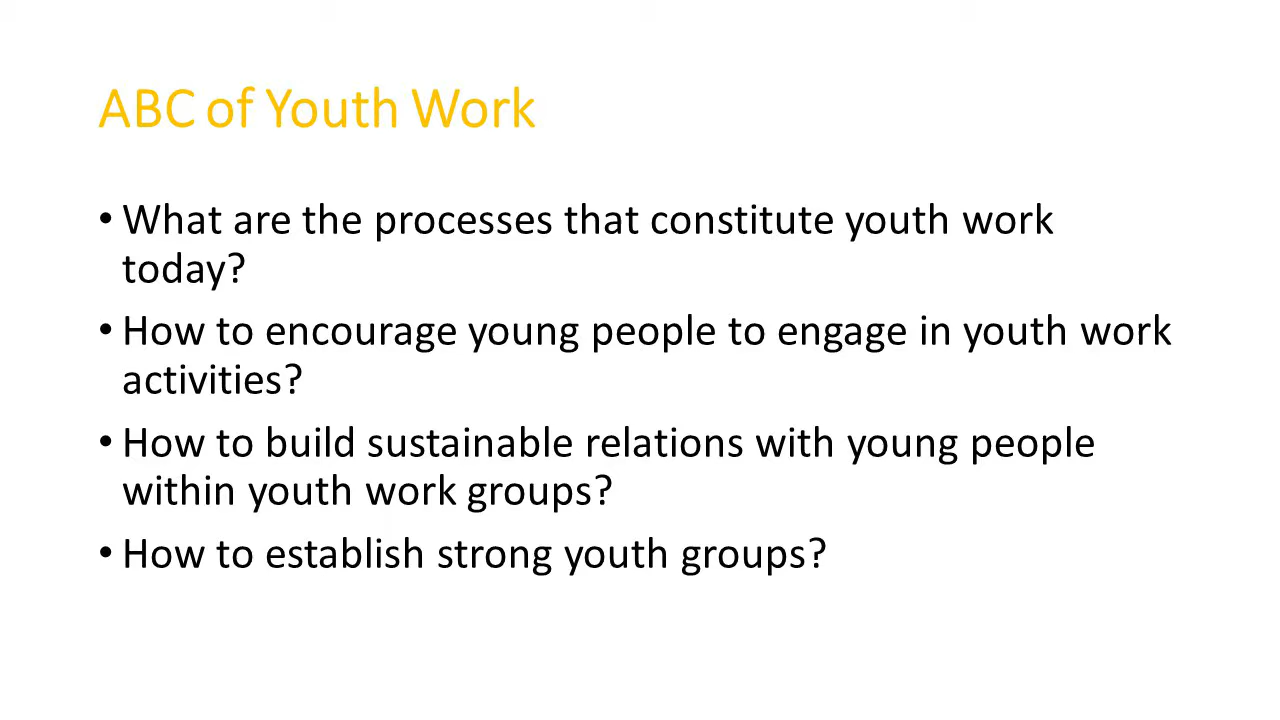 ABC of Youth Work
• What are the processes that constitute youth work
today?
• How to encourage young people to engage in youth work
activities?
• How to build sustainable relations with young people
within youth work groups?
• How to establish strong youth groups?